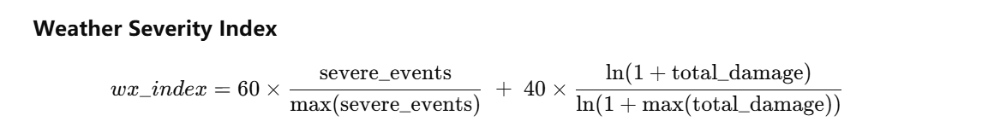 Weather Severity Index
wx_index = 60 × severe_events / max(severe_events) + 40 × ln(1 + total_damage) / ln(1 + max(total_damage))